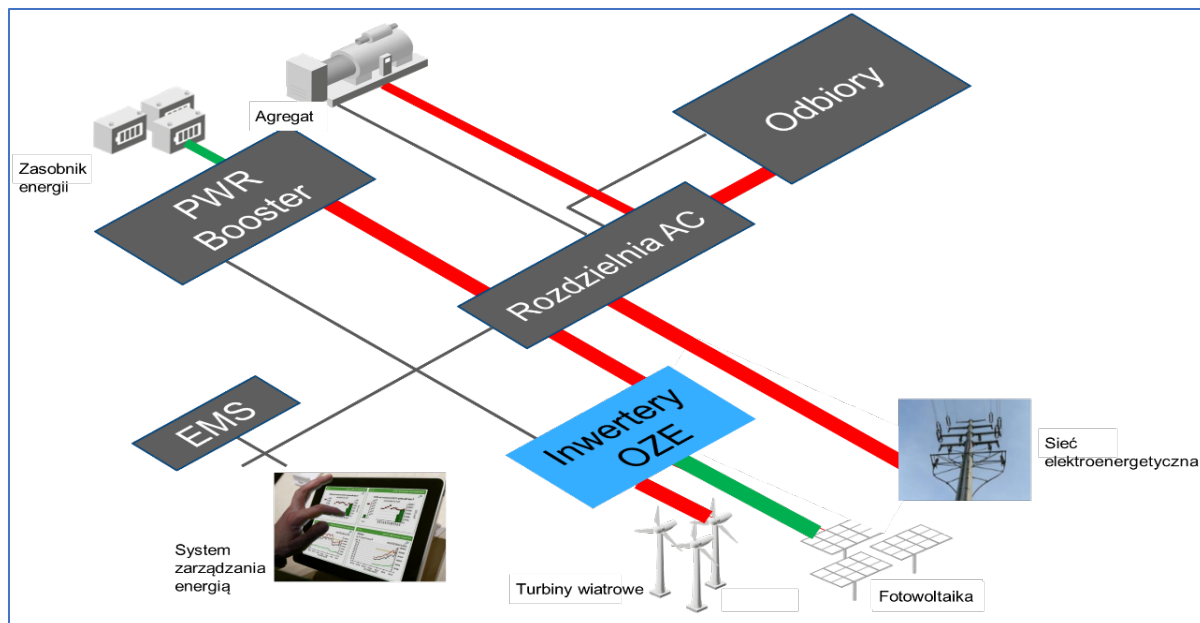 Agregat
Zasobnik
energii
PWR
Booster
Odbiory
Rozdzielnia AC
EMS
Inwertery
OZE
Sieć
elektroenergetyczna
System
zarządzania
energią
Turbiny wiatrowe
Fotowoltaika